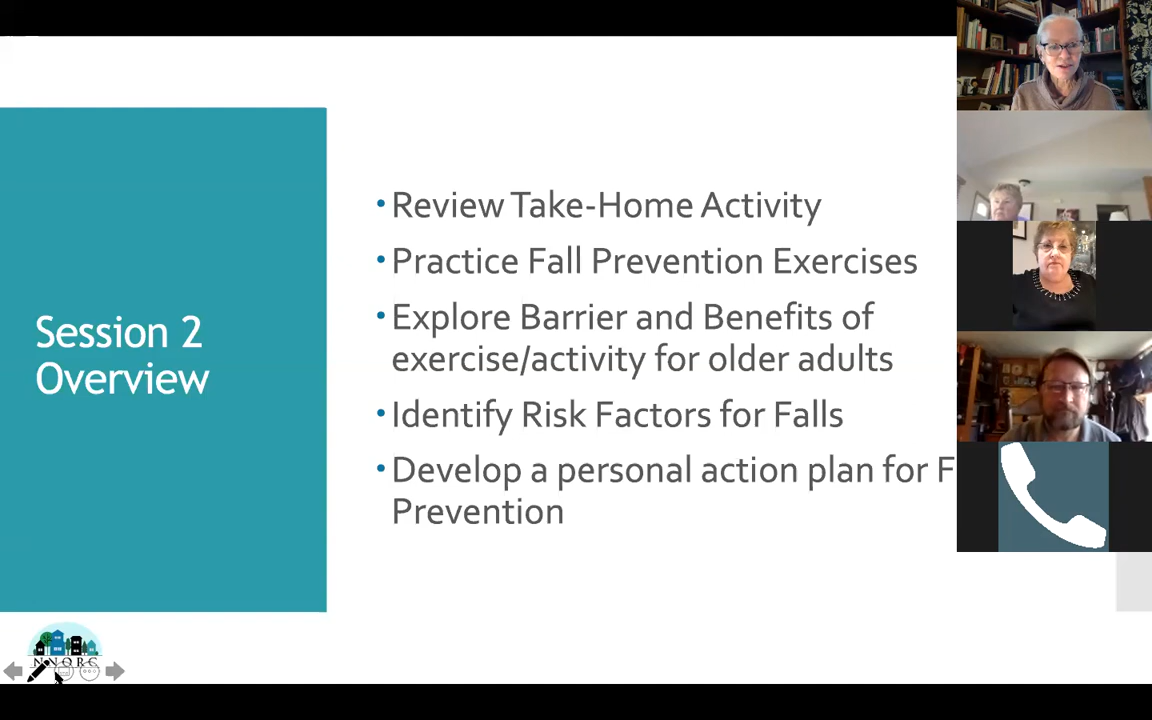 Session 2
Overview
•Review Take-Home Activity
•Practice Fall Prevention Exercises
•Explore Barrier and Benefits of
exercise/activity for older adults
•Identify Risk Factors for Falls
•Develop a personal action plan for F
Prevention
NNORC